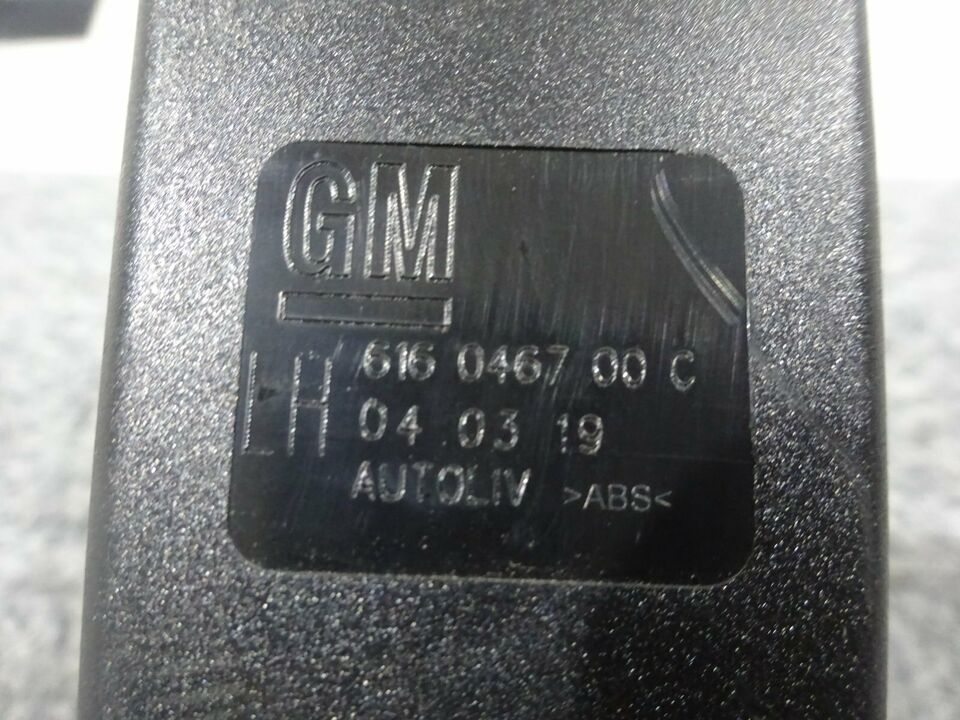 GM
LH 616 0467 00 C
04 03 19
AUTOLIV >ABS<